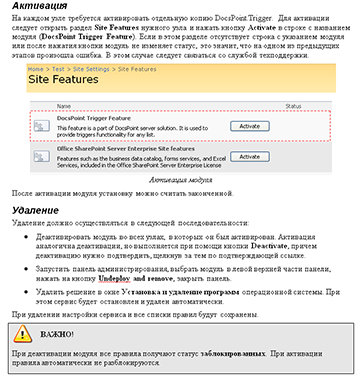 Активация
На каждом узле требуется активировать отдельную копию DocsPoint Trigger. Для активации
следует открыть раздел Site Features нужного узла и нажать кнопку Activate в строке с названием
модуля (DocsPoint Trigger Feature). Если в этом разделе отсутствует строка с указанием модуля
или после нажатия кнопки модуль не изменяет статус, это значит, что на одном из предыдущих
этапов произошла ошибка. В этом случае следует связаться со службой техподдержки.
Home > Test > Site Settings > Site Features
Site Features
Name Status
DocsPoint Trigger Feature
This feature is a part of DocsPoint server solution. It is used to
provide triggers functionality for any list.
Activate
Office SharePoint Server Enterprise Site features
Features such as the business data catalog, forms services, and Excel
Services, included in the Office SharePoint Server Enterprise License
Activate
Активация модуля
После активации модуля установку можно считать законченной.
Удаление
Удаление должно осуществляться в следующей последовательности:
Деактивировать модуль во всех узлах, в которых он был активирован. Активация
аналогична деактивации, но выполняется при помощи кнопки Deactivate, причем
деактивацию нужно подтвердить, щелкнув за тем по подтверждающей ссылке.
Запустить панель администрирования, выбрать модуль в левой верхней части панели,
нажать на кнопку Undeploy and remove, закрыть панель.
Удалить решение в окне Установка и удаление программ операционной системы. При
этом сервис будет остановлен и удален автоматически.
При удалении настройки сервиса и все списки правил будут сохранены.
ВАЖНО!
При деактивации модуля все правила получают статус заблокированных. При активации
правила автоматически не разблокируются.